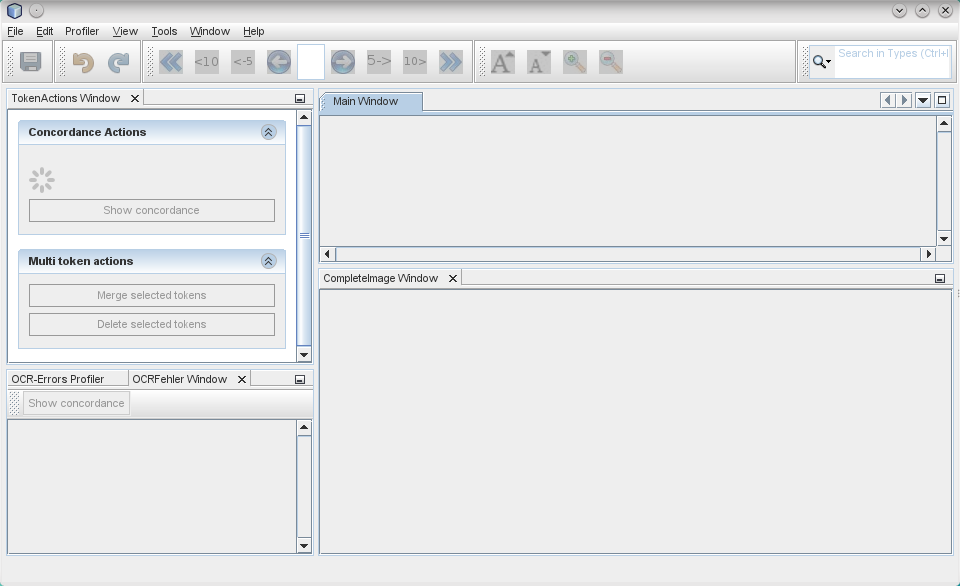 File Edit Profiler View Tools Window Help
<10 <-5 5-> 10> A A Search in Types (Ctrl+I
TokenActions Window
Main Window
Concordance Actions
Show concordance
Multi token actions
Merge selected tokens
Delete selected tokens
CompleteImage Window
OCR-Errors Profiler OCRFehler Window
Show concordance